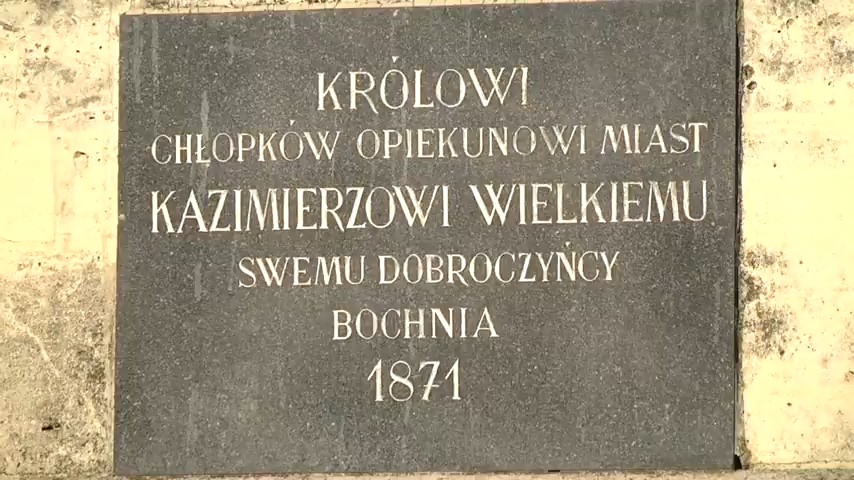 KRÓLOWI
CHŁOPKÓW OPIEKUNOWI MIAST
KAZIMIERZOWI WIELKIEMU
SWEMU DOBROCZYŃCY
BOCHNIA
1871